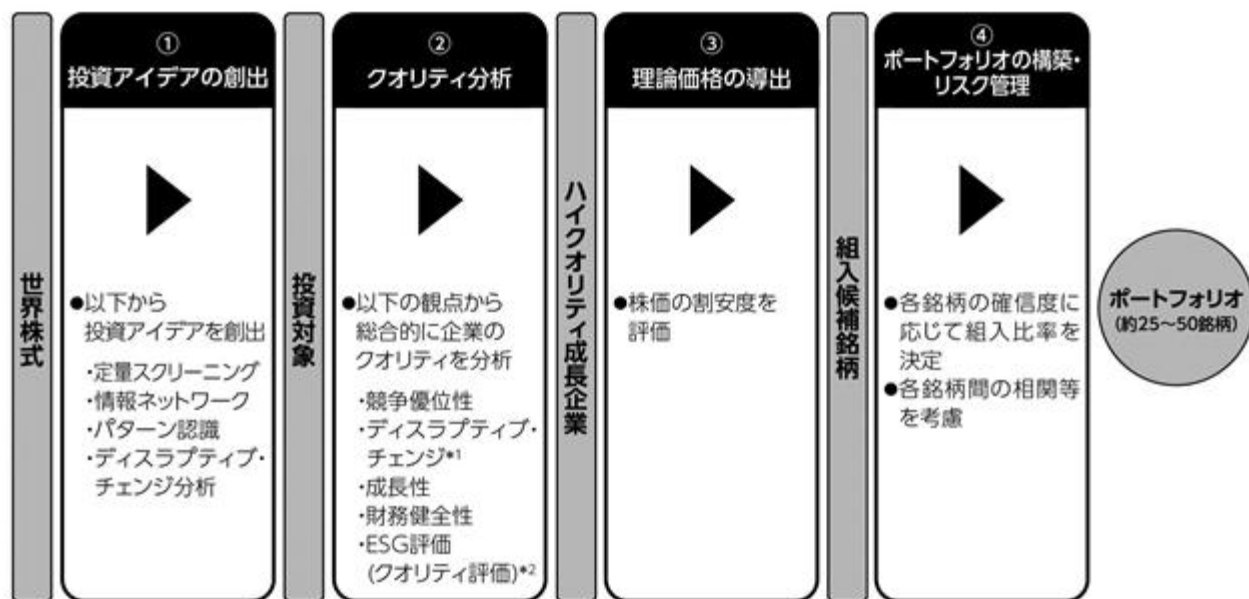 世界株式
①
投資アイデアの創出
●以下から
投資アイデアを創出
・定量スクリーニング
・情報ネットワーク
・パターン認識
・ディスラプティブ・
チェンジ分析
投資対象
②
クオリティ分析
●以下の観点から
総合的に企業の
クオリティを分析
・競争優位性
・ディスラプティブ・
チェンジ*1
・成長性
・財務健全性
・ESG評価
(クオリティ評価)*2
ハイクオリティ成長企業
③
理論価格の導出
●株価の割安度を
評価
組入候補銘柄
④
ポートフォリオの構築・
リスク管理
●各銘柄の確信度に
応じて組入比率を
決定
●各銘柄間の相関等
を考慮
ポートフォリオ
(約25～50銘柄)